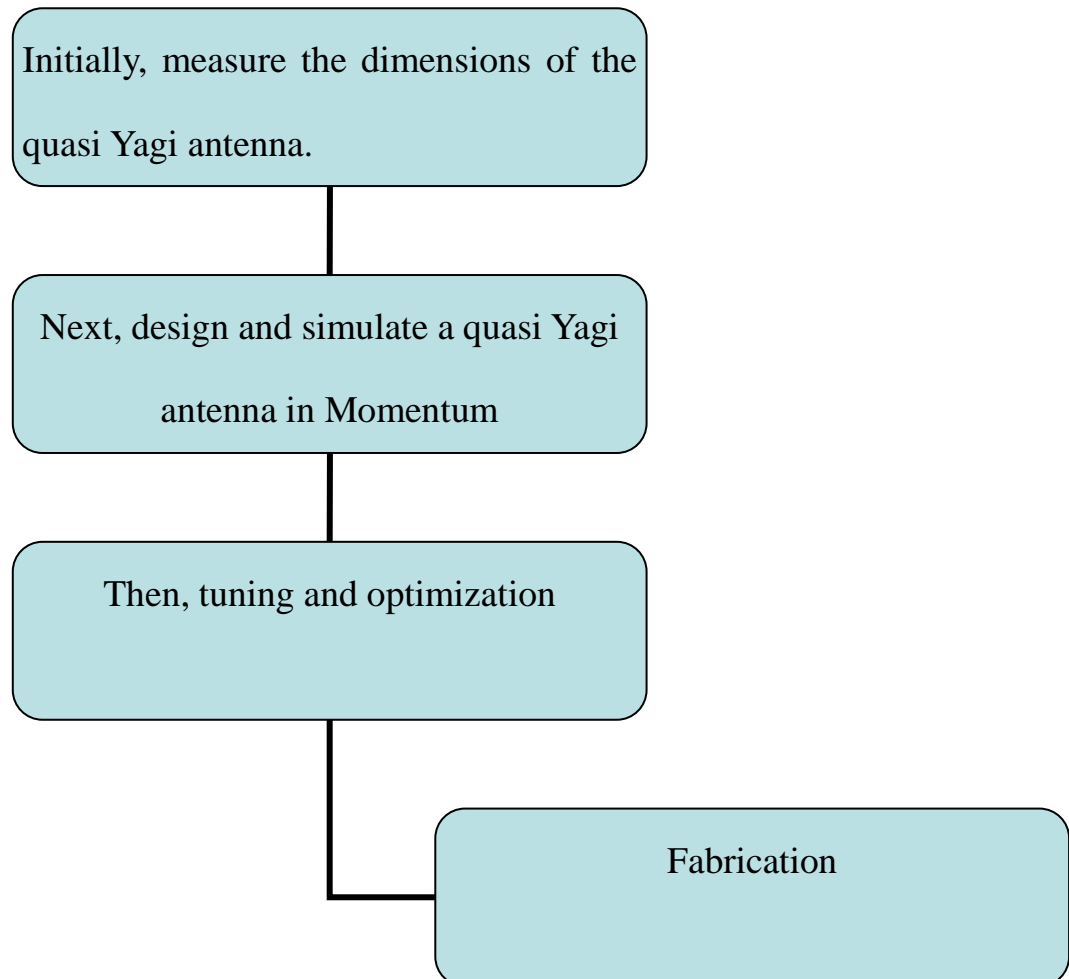 Initially, measure the dimensions of the
quasi Yagi antenna.
Next, design and simulate a quasi Yagi
antenna in Momentum
Then, tuning and optimization
Fabrication